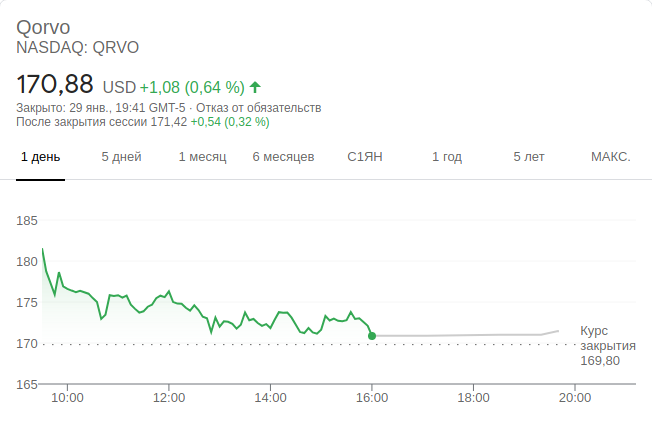 Qorvo
NASDAQ: QRVO
170,88 USD +1,08 (0,64 %)
Закрыто: 29 янв., 19:41 GMT-5 · Отказ от обязательств
После закрытия сессии 171,42 +0,54 (0,32 %)
1 день 5 дней 1 месяц 6 месяцев С1ЯН 1 год 5 лет МАКС.
185
180
175
170
165
Курс
закрытия
169,80
10:00 12:00 14:00 16:00 18:00 20:00